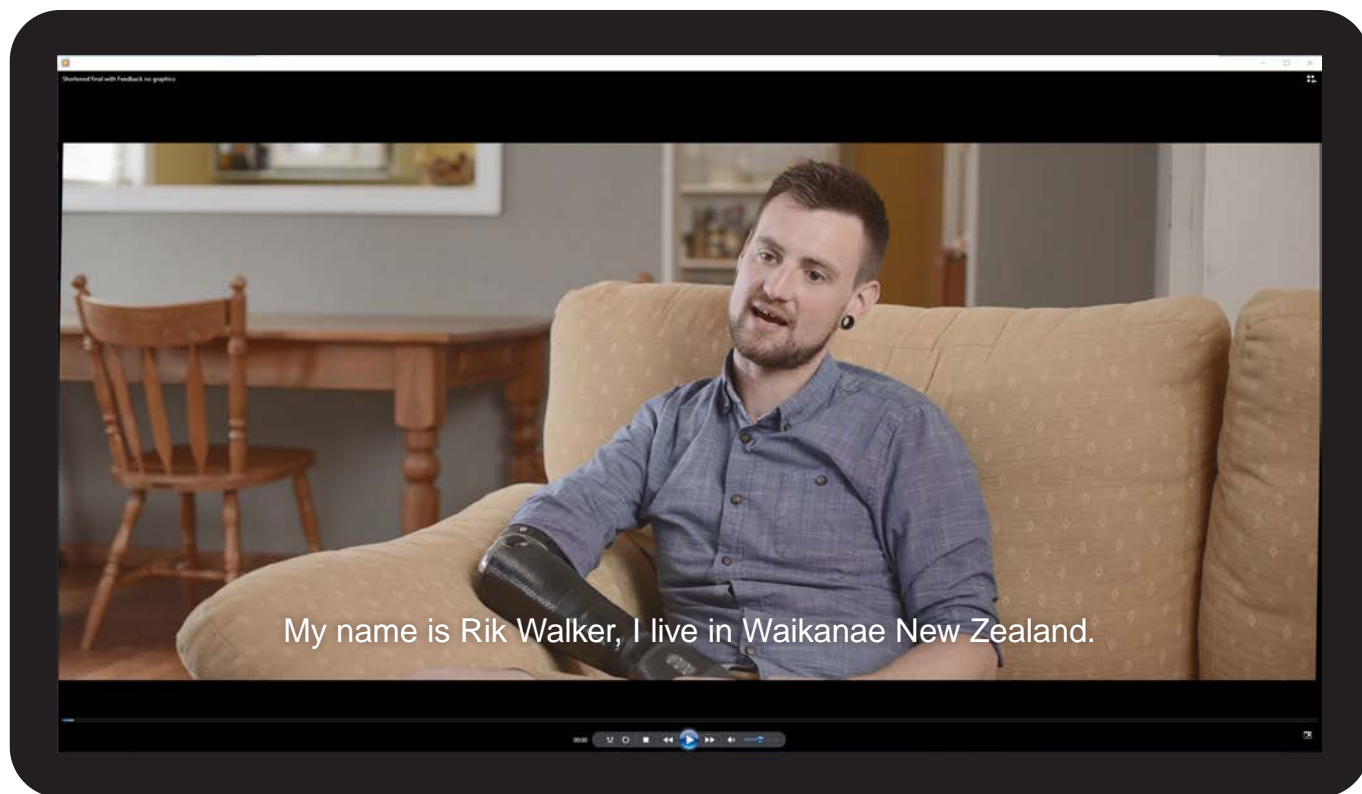 Shortened final with Feedback no graphics
My name is Rik Walker, I live in Waikanae New Zealand.
00:00